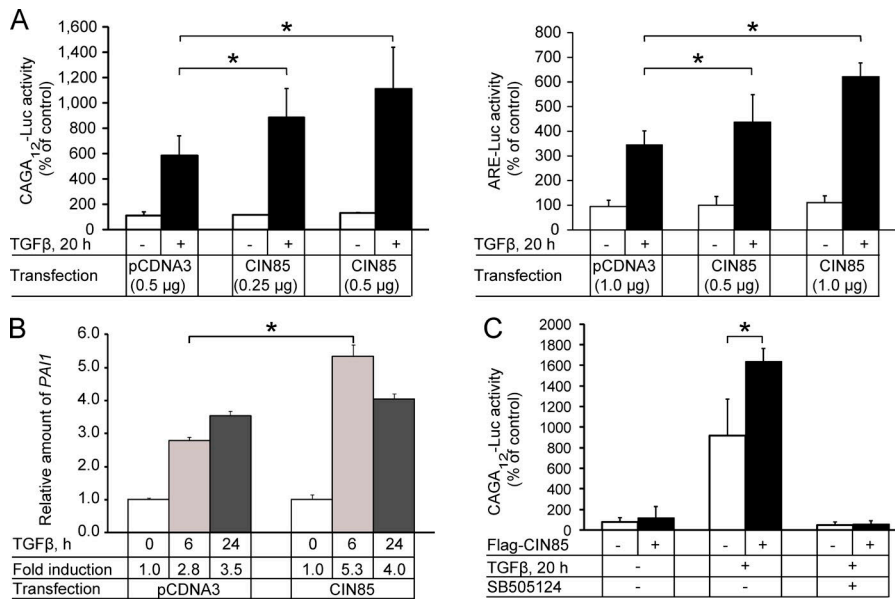 A
CAGA12-Luc activity
(% of control)
1,600
1,400
1,200
1,000
800
600
400
200
0
* *
TGFβ, 20 h - + - + - +
Transfection pCDNA3 (0.5 µg) CIN85 (0.25 µg) CIN85 (0.5 µg)
ARE-Luc activity
(% of control)
800
700
600
500
400
300
200
100
0
* *
TGFβ, 20 h - + - + - +
Transfection pCDNA3 (1.0 µg) CIN85 (0.5 µg) CIN85 (1.0 µg)
B
Relative amount of PAI1
6.0
5.0
4.0
3.0
2.0
1.0
0.0
*
TGFβ, h 0 6 24 0 6 24
Fold induction 1.0 2.8 3.5 1.0 5.3 4.0
Transfection pCDNA3 CIN85
C
CAGA12-Luc activity
(% of control)
2000
1800
1600
1400
1200
1000
800
600
400
200
0
*
Flag-CIN85 - + - + - +
TGFβ, 20 h - + +
SB505124 - - +